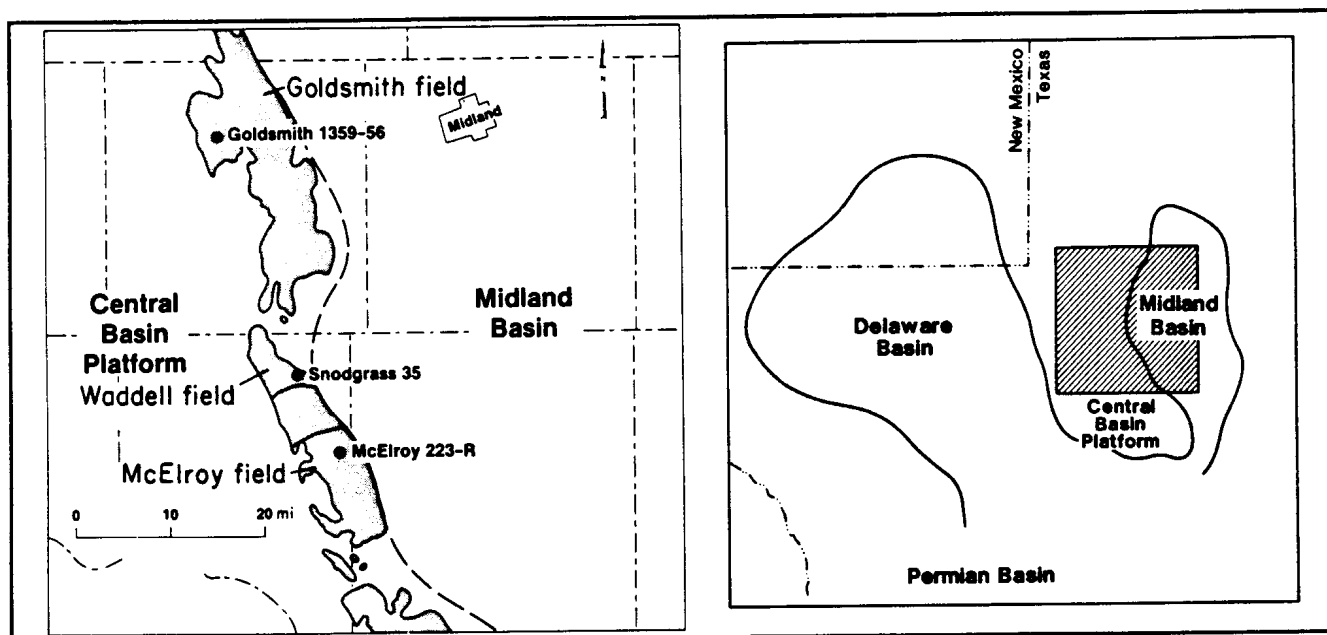 Goldsmith field
Midland
Goldsmith 1359-56
Central
Basin
Platform
Midland
Basin
Waddell field
Snodgrass 35
McElroy 223-R
McElroy field
0 10 20 mi
New Mexico
Texas
Delaware
Basin
Midland
Basin
Central
Basin
Platform
Permian Basin